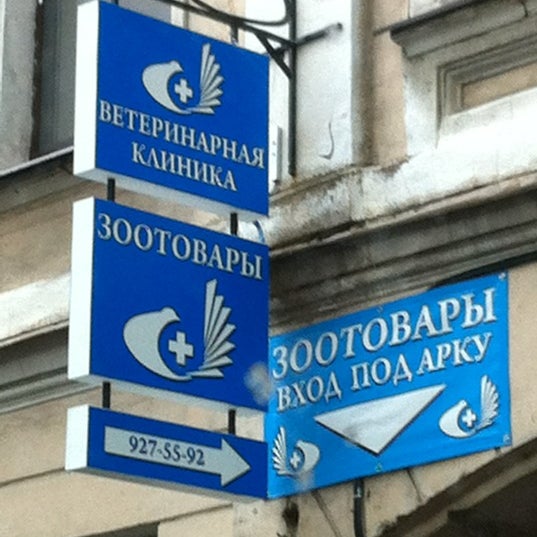 ВЕТЕРИНАРНАЯ
КЛИНИКА
ЗООТОВАРЫ
927-55-92
ЗООТОВАРЫ
ВХОД ПОД АРКУ